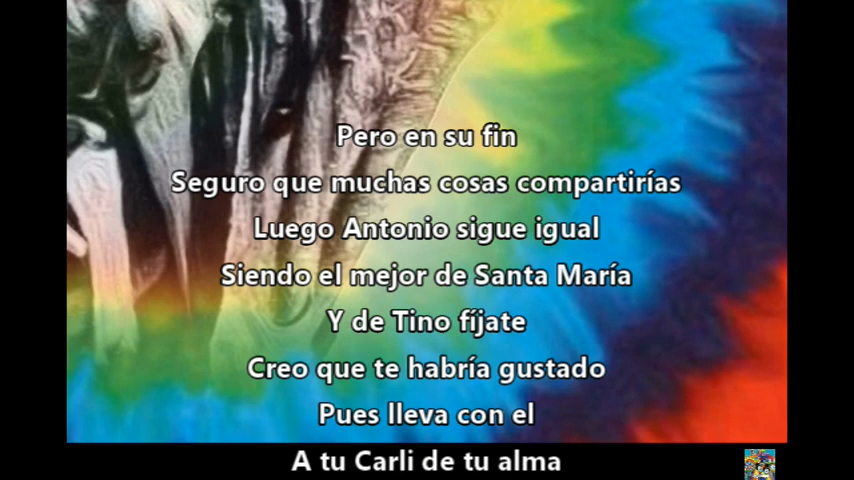 Pero en su fin
Seguro que muchas cosas compartirías
Luego Antonio sigue igual
Siendo el mejor de Santa María
Y de Tino fíjate
Creo que te habría gustado
Pues lleva con el
A tu Carli de tu alma